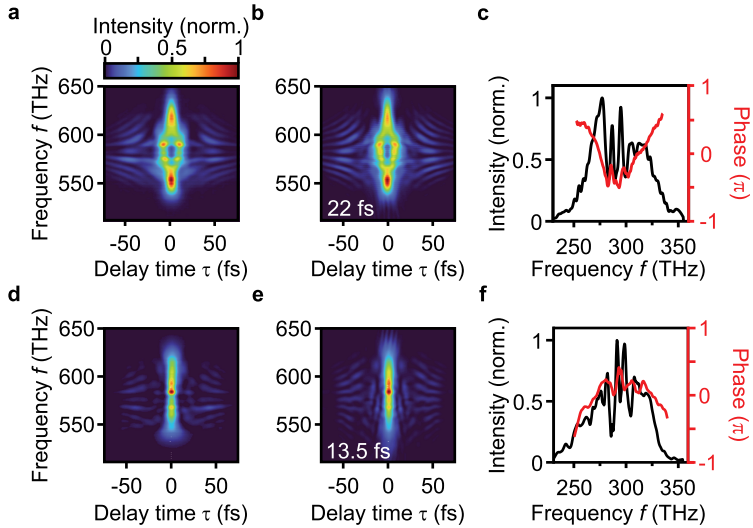 a
b
c
Intensity (norm.)
0 0.5 1
650
600
550
Frequency f (THz)
-50 0 50
Delay time τ (fs)
650
600
550
22 fs
-50 0 50
Delay time τ (fs)
1
0.5
0
Intensity (norm.)
1
0
-1
Phase (π)
250 300 350
Frequency f (THz)
d
e
f
650
600
550
Frequency f (THz)
-50 0 50
Delay time τ (fs)
650
600
550
13.5 fs
-50 0 50
Delay time τ (fs)
1
0.5
0
Intensity (norm.)
1
0
-1
Phase (π)
250 300 350
Frequency f (THz)